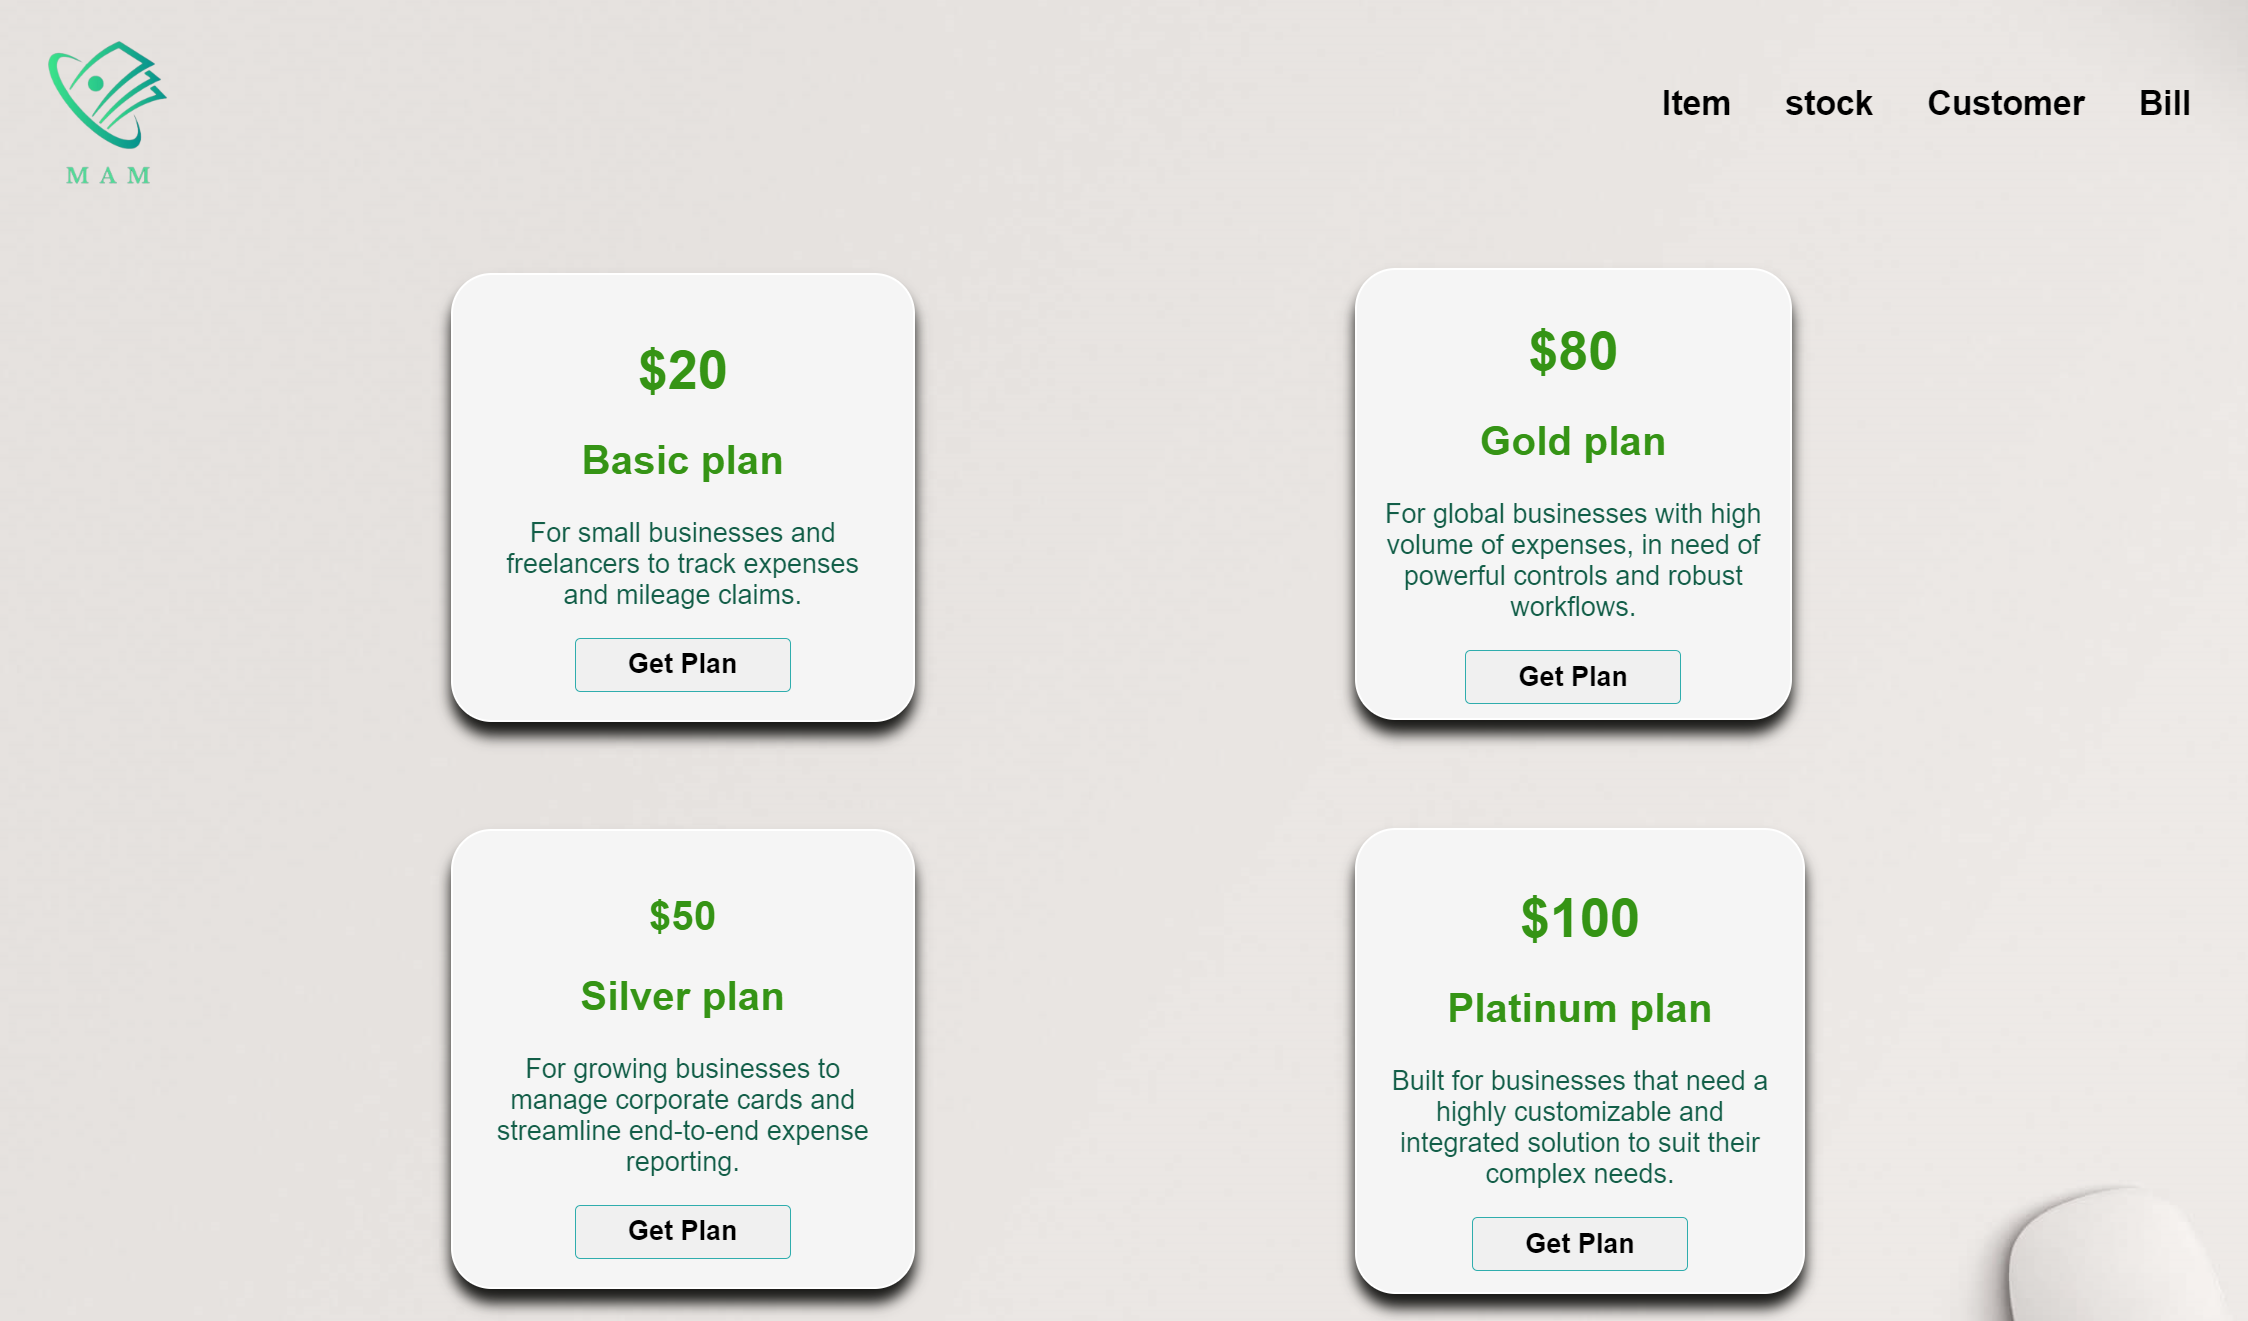 MAM
Item
stock
Customer
Bill
$20
Basic plan
For small businesses and
freelancers to track expenses
and mileage claims.
Get Plan
$80
Gold plan
For global businesses with high
volume of expenses, in need of
powerful controls and robust
workflows.
Get Plan
$50
Silver plan
For growing businesses to
manage corporate cards and
streamline end-to-end expense
reporting.
Get Plan
$100
Platinum plan
Built for businesses that need a
highly customizable and
integrated solution to suit their
complex needs.
Get Plan